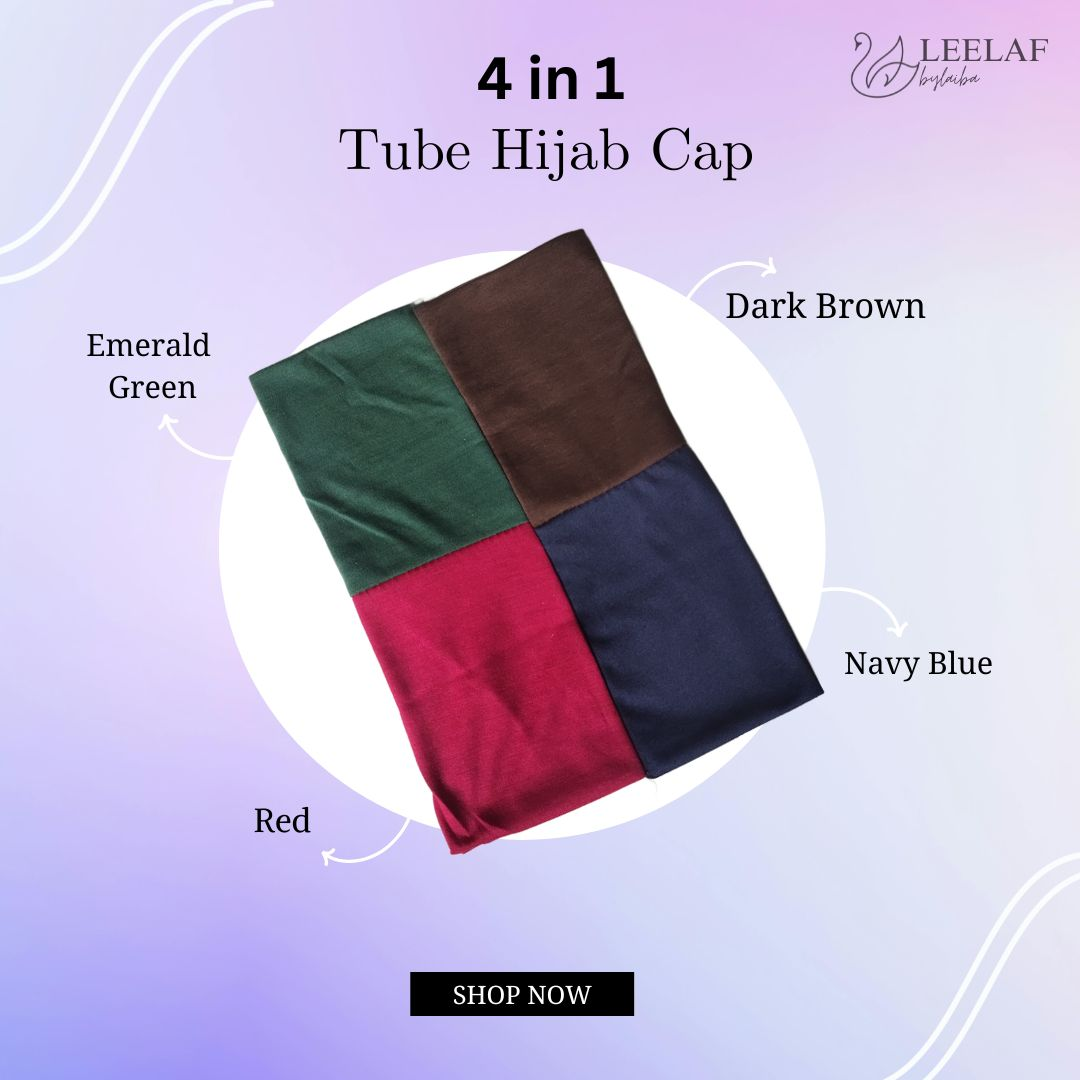 LEELAF
bylaiba
4 in 1
Tube Hijab Cap
Dark Brown
Emerald
Green
Navy Blue
Red
SHOP NOW